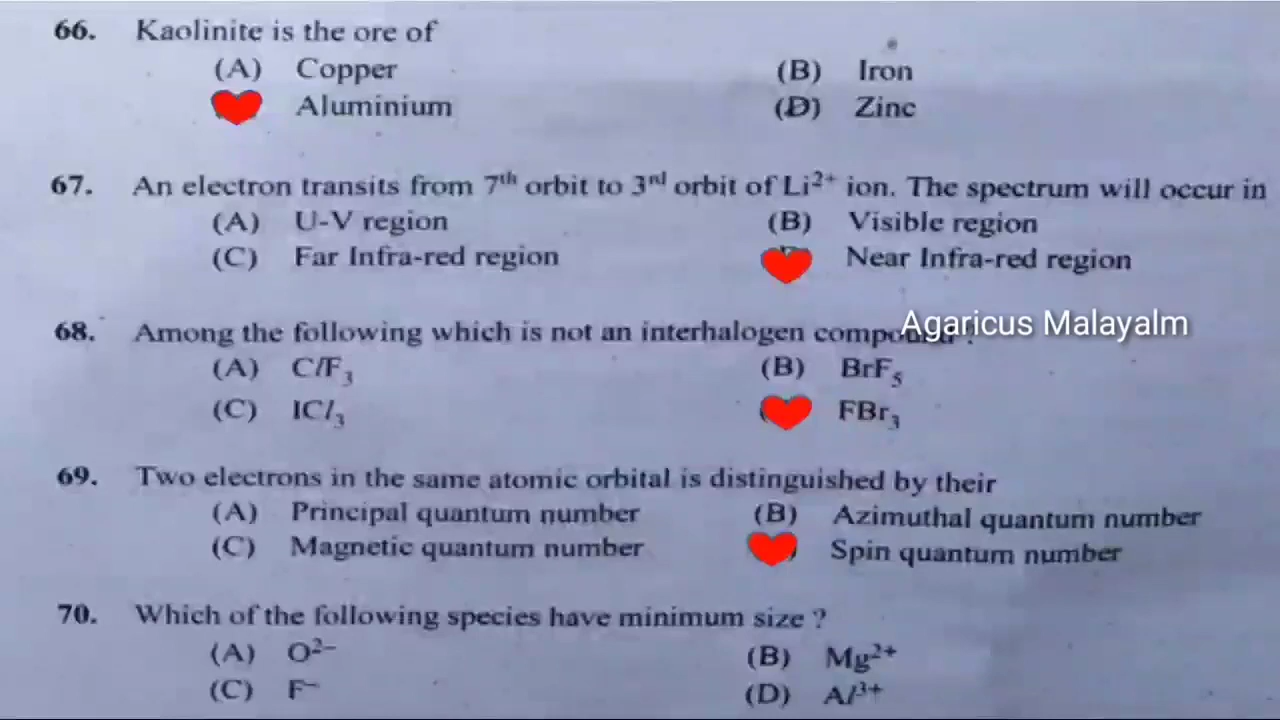 66. Kaolinite is the ore of
(A) Copper (B) Iron
Aluminium (D) Zinc
67. An electron transits from 7th orbit to 3rd orbit of Li2+ ion. The spectrum will occur in
(A) U-V region (B) Visible region
(C) Far Infra-red region Near Infra-red region
Agaricus Malayalm
68. Among the following which is not an interhalogen
(A) ClF3 (B) BrF5
(C) ICl3 FBr3
69. Two electrons in the same atomic orbital is distinguished by their
(A) Principal quantum number (B) Azimuthal quantum number
(C) Magnetic quantum number Spin quantum number
70. Which of the following species have minimum size ?
(A) O2– (B) Mg2+
(C) F– (D) Al3+